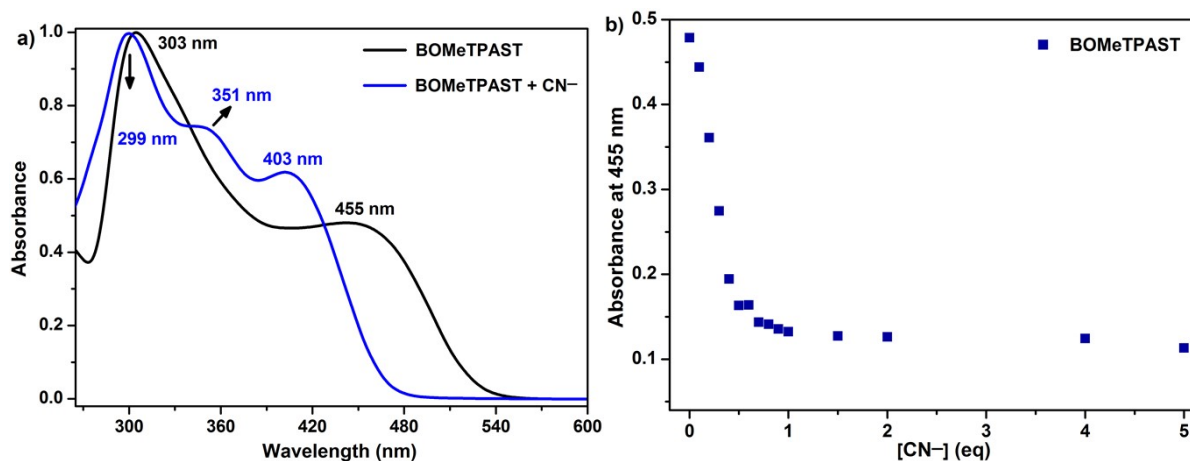 a)
303 nm
BOMeTPAST
BOMeTPAST + CN−
351 nm
299 nm
403 nm
455 nm
Absorbance
1.0
0.8
0.6
0.4
0.2
0.0
300 360 420 480 540 600
Wavelength (nm)
b)
BOMeTPAST
Absorbance at 455 nm
0.5
0.4
0.3
0.2
0.1
0 1 2 3 4 5
[CN−] (eq)